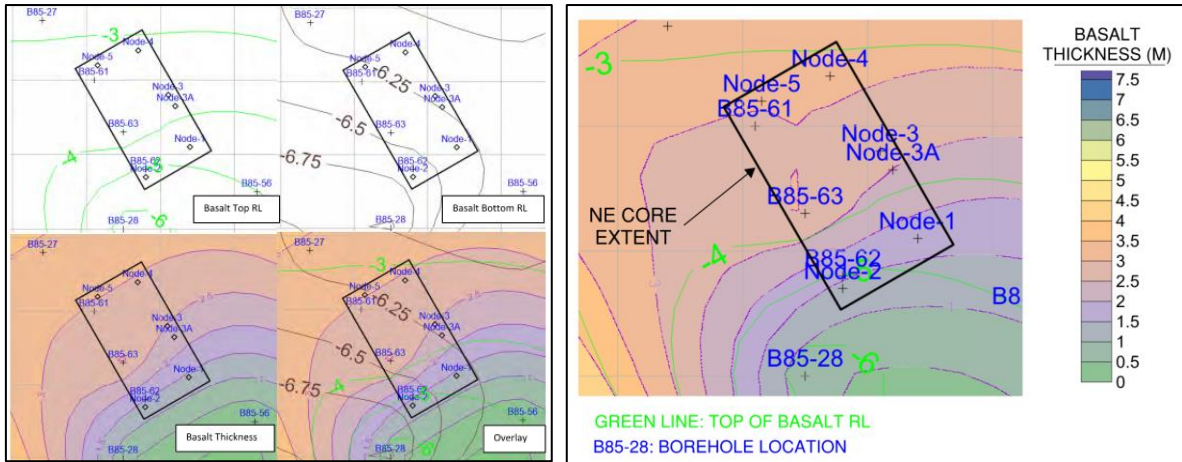 B85-27
-3
Node-4
Node-5
B85-61
Node-3
Node-3A
B85-63
Node-1
-4
B85-62
Node-2
B85-56
B85-28
-6
Basalt Top RL
B85-27
Node-4
Node-5
-6.25
B85-61
Node-3
Node-3A
-6.5
B85-63
Node-1
-6.75
B85-62
Node-2
B85-56
B85-28
Basalt Bottom RL
B85-27
Node-4
Node-5
B85-61
2.5
Node-3
Node-3A
B85-63
Node-1
B85-62
Node-2
B85-56
B85-28
Basalt Thickness
B85-27
-3
Node-4
Node-5
-6.25
B85-61
2.5
Node-3
Node-3A
-6.5
B85-63
Node-1
-6.75
-4
B85-62
Node-2
B85-56
B85-28
-6
Overlay
-3
Node-4
Node-5
B85-61
Node-3
Node-3A
NE CORE
EXTENT
B85-63
Node-1
-4
B85-62
Node-2
B8
B85-28
-6
BASALT
THICKNESS (M)
7.5
7
6.5
6
5.5
5
4.5
4
3.5
3
2.5
2
1.5
1
0.5
0
GREEN LINE: TOP OF BASALT RL
B85-28: BOREHOLE LOCATION